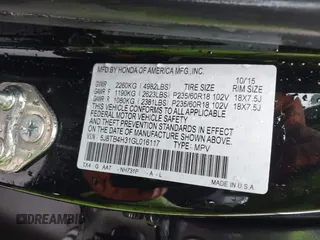 MFD BY HONDA OF AMERICA MFG., INC. 10/15
GVWR 2260KG (4982LBS) TIRE SIZE RIM SIZE
GAWR F 1190KG (2623LBS) P235/60R18 102V 18X7.5J
GAWR R 1080KG (2381LBS) P235/60R18 102V 18X7.5J
THIS VEHICLE CONFORMS TO ALL APPLICABLE
FEDERAL MOTOR VEHICLE SAFETY AND
THEFT PREVENTION STANDARDS IN EFFECT ON
THE DATE OF MANUFACTURE SHOWN ABOVE.
V.I.N.: 5J8TB4H31GL016117 TYPE: MPV
AAT NH731P A - L
DREAMBID